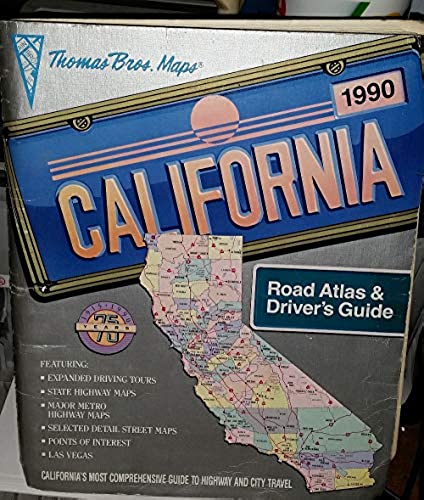 Thomas Bros. Maps®
1990
CALIFORNIA
Road Atlas &
Driver's Guide
1915-1990
75
YEARS
FEATURING:
▪ EXPANDED DRIVING TOURS
▪ STATE HIGHWAY MAPS
▪ MAJOR METRO
HIGHWAY MAPS
▪ SELECTED DETAIL STREET MAPS
▪ POINTS OF INTEREST
▪ LAS VEGAS
CALIFORNIA'S MOST COMPREHENSIVE GUIDE TO HIGHWAY AND CITY TRAVEL